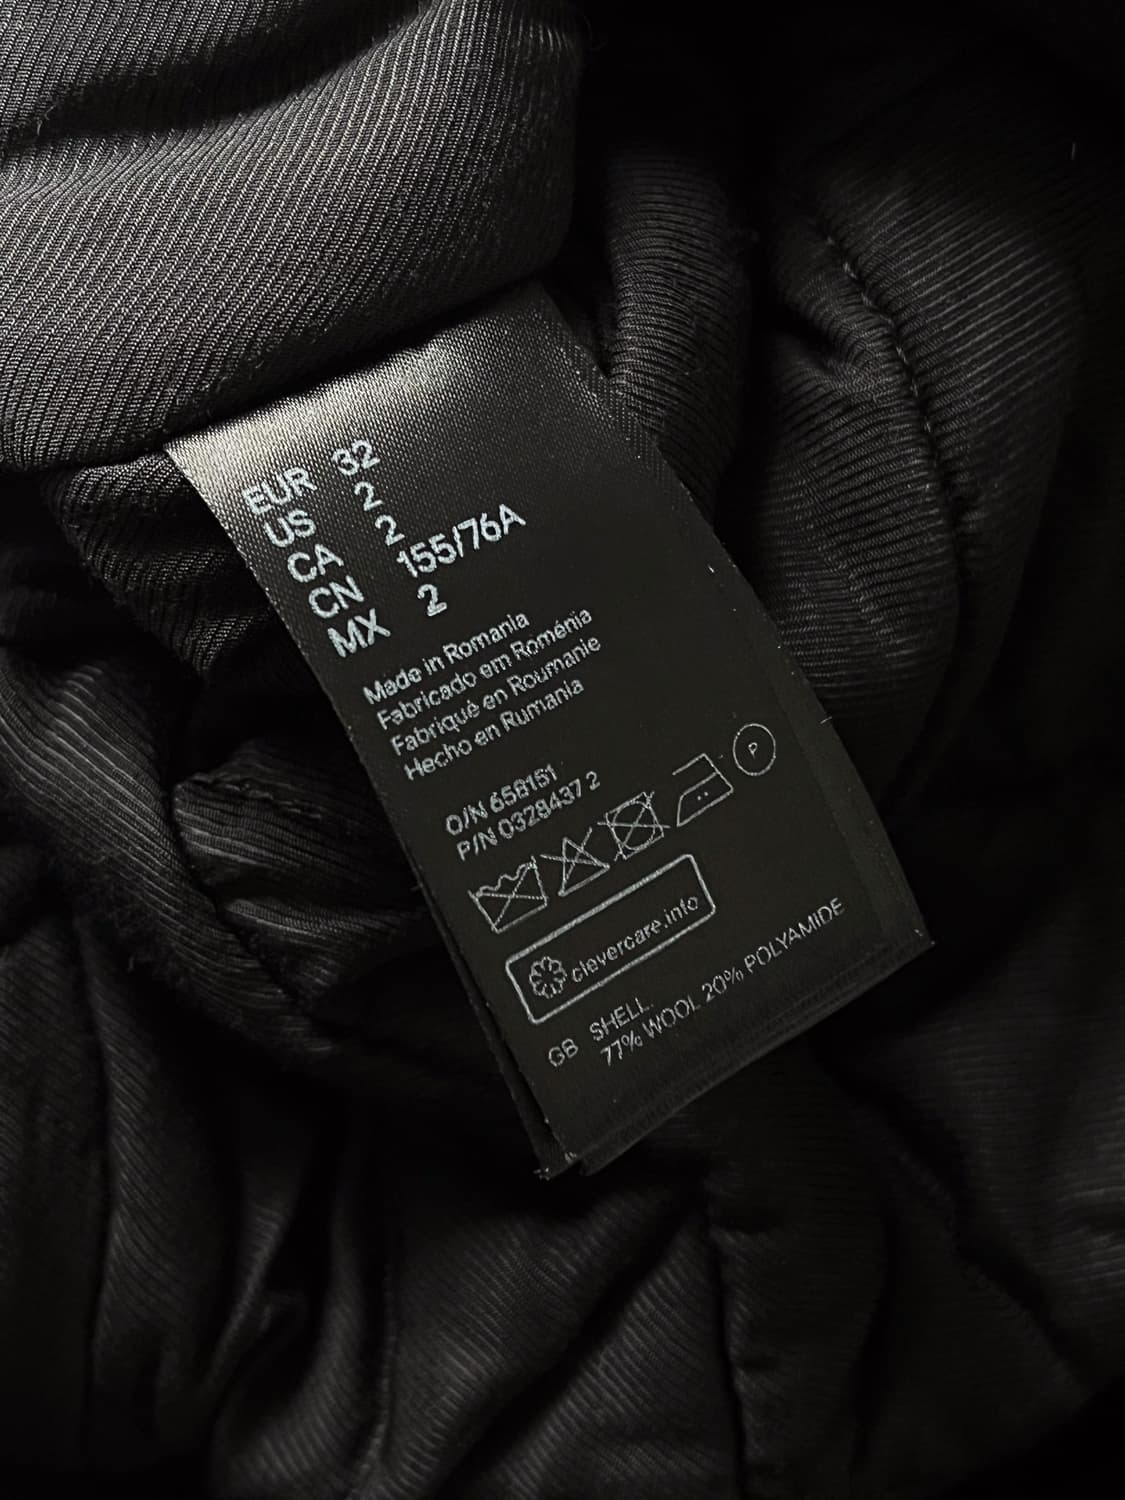 EUR 32
US 2
CA 2
CN 155/76A
MX 2
Made in Romania
Fabricado em Roménia
Fabriqué en Roumanie
Hecho en Rumania
O/N 658151
P/N 0328437 2
P
clevercare.info
GB SHELL.
77% WOOL 20% POLYAMIDE